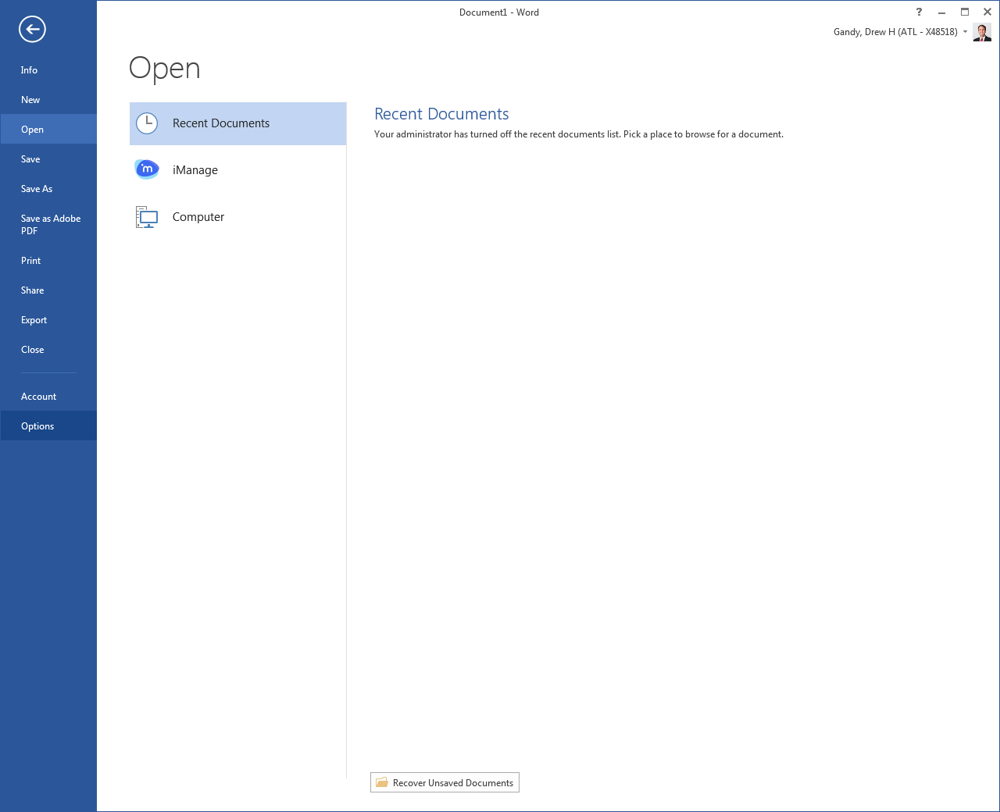 Document1 - Word
?
Gandy, Drew H (ATL - X48518)
Info
New
Open
Save
Save As
Save as Adobe
PDF
Print
Share
Export
Close
Account
Options
Open
Recent Documents
iManage
Computer
Recent Documents
Your administrator has turned off the recent documents list. Pick a place to browse for a document.
Recover Unsaved Documents